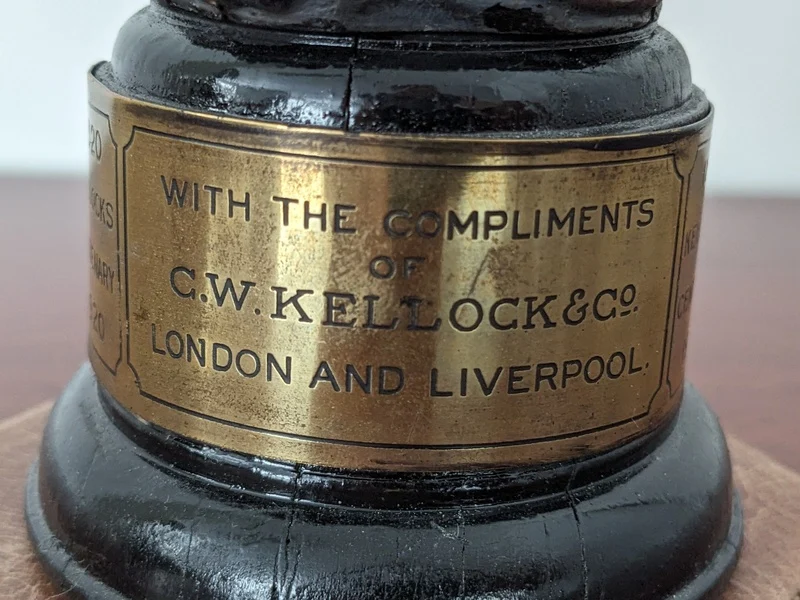 WITH THE COMPLIMENTS
OF
C.W. KELLOCK & Co.
LONDON AND LIVERPOOL.